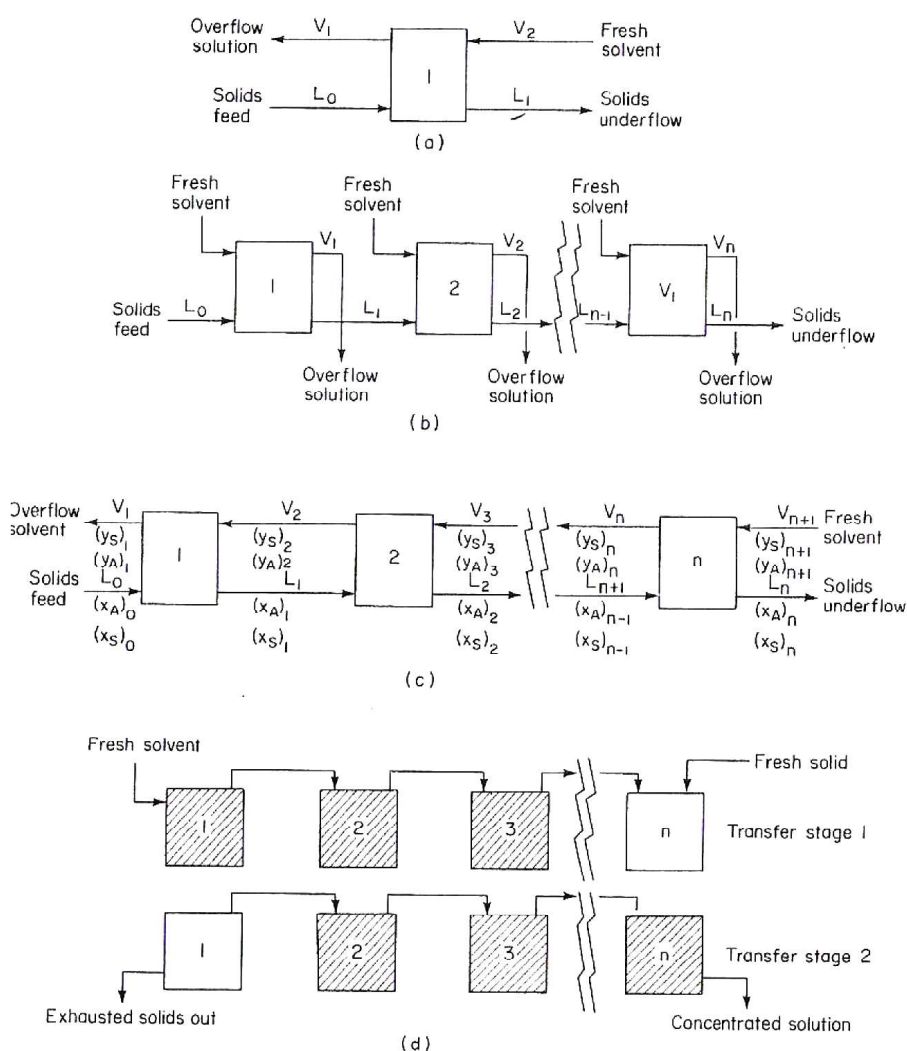 Overflow
solution
V₁
V₂
Fresh
solvent
1
Solids
feed
L₀
L₁
Solids
underflow
(a)
Fresh
solvent
Fresh
solvent
Fresh
solvent
V₁
V₂
Vₙ
1
2
V₁
Solids
feed
L₀
L₁
L₂
Lₙ₋₁
Lₙ
Solids
underflow
Overflow
solution
Overflow
solution
Overflow
solution
(b)
Overflow
solvent
V₁
V₂
V₃
Vₙ
Vₙ₊₁
Fresh
solvent
(yS)₁
(yS)₂
(yS)₃
(yS)ₙ
(yS)ₙ₊₁
1
2
n
(yA)₁
(yA)₂
(yA)₃
(yA)ₙ
(yA)ₙ₊₁
Solids
feed
L₀
L₁
L₂
Lₙ₊₁
Lₙ
Solids
underflow
(xA)₀
(xA)₁
(xA)₂
(xA)ₙ₋₁
(xA)ₙ
(xS)₀
(xS)₁
(xS)₂
(xS)ₙ₋₁
(xS)ₙ
(c)
Fresh solvent
Fresh solid
1
2
3
n
Transfer stage 1
1
2
3
n
Transfer stage 2
Exhausted solids out
Concentrated solution
(d)